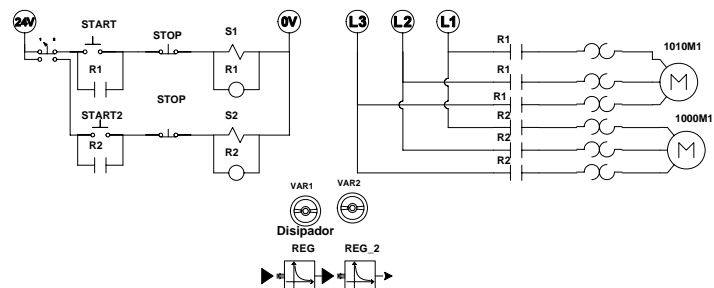 24V
START
STOP
S1
0V
L3
L2
L1
R1
R1
R1
1010M1
START2
STOP
R1
M
R1
R2
1000M1
S2
R2
M
R2
R2
R2
VAR1
VAR2
Disipador
REG
REG_2